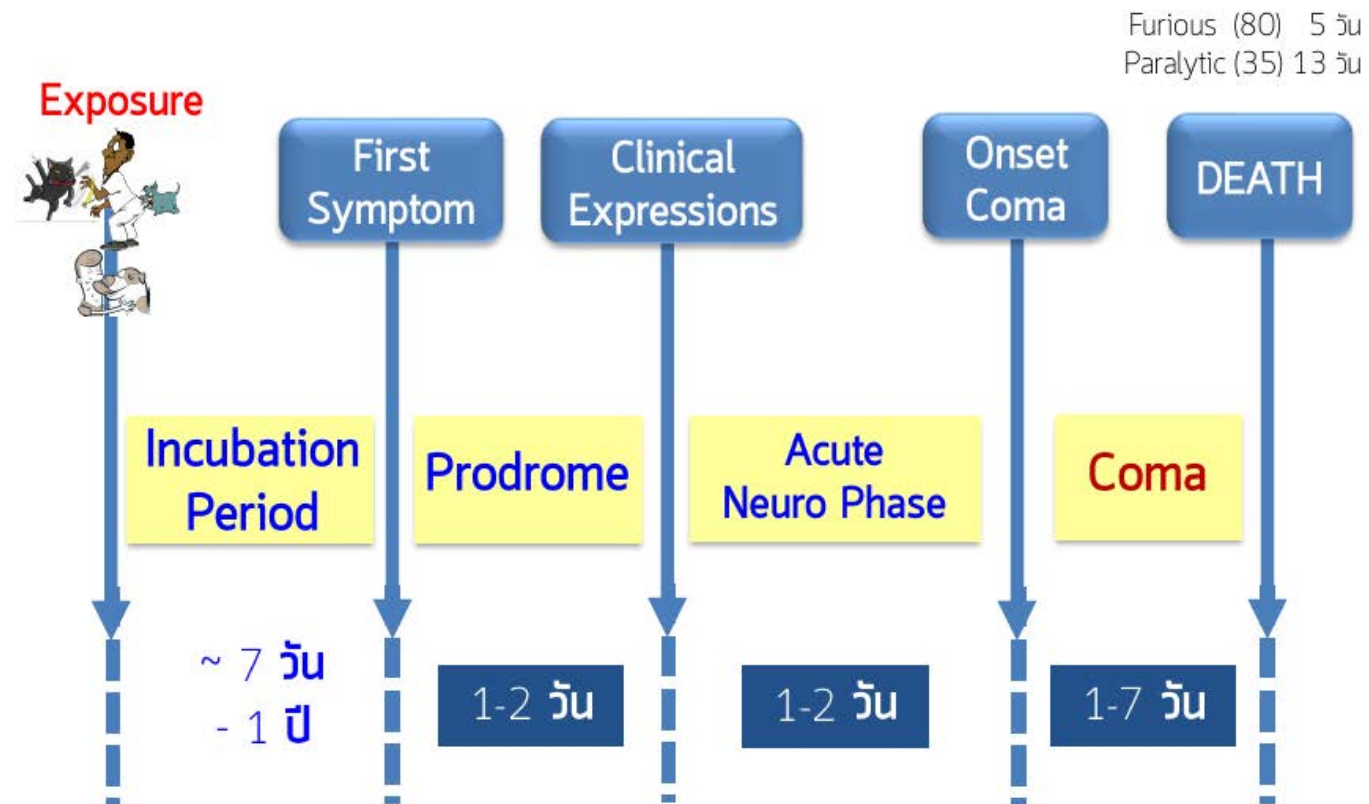 Furious (80) 5 วัน
Paralytic (35) 13 วัน
Exposure
First
Symptom
Clinical
Expressions
Onset
Coma
DEATH
Incubation
Period
Prodrome
Acute
Neuro Phase
Coma
~ 7 วัน
- 1 ปี
1-2 วัน
1-2 วัน
1-7 วัน